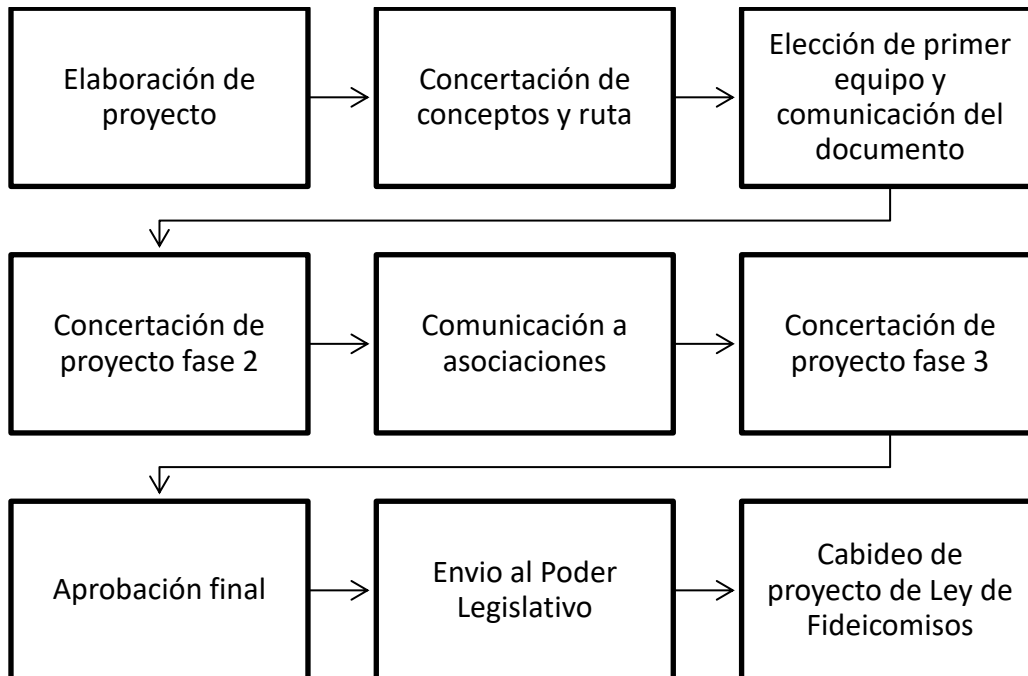 Elaboración de
proyecto
Concertación de
conceptos y ruta
Elección de primer
equipo y
comunicación del
documento
Concertación de
proyecto fase 2
Comunicación a
asociaciones
Concertación de
proyecto fase 3
Aprobación final
Envio al Poder
Legislativo
Cabideo de
proyecto de Ley de
Fideicomisos